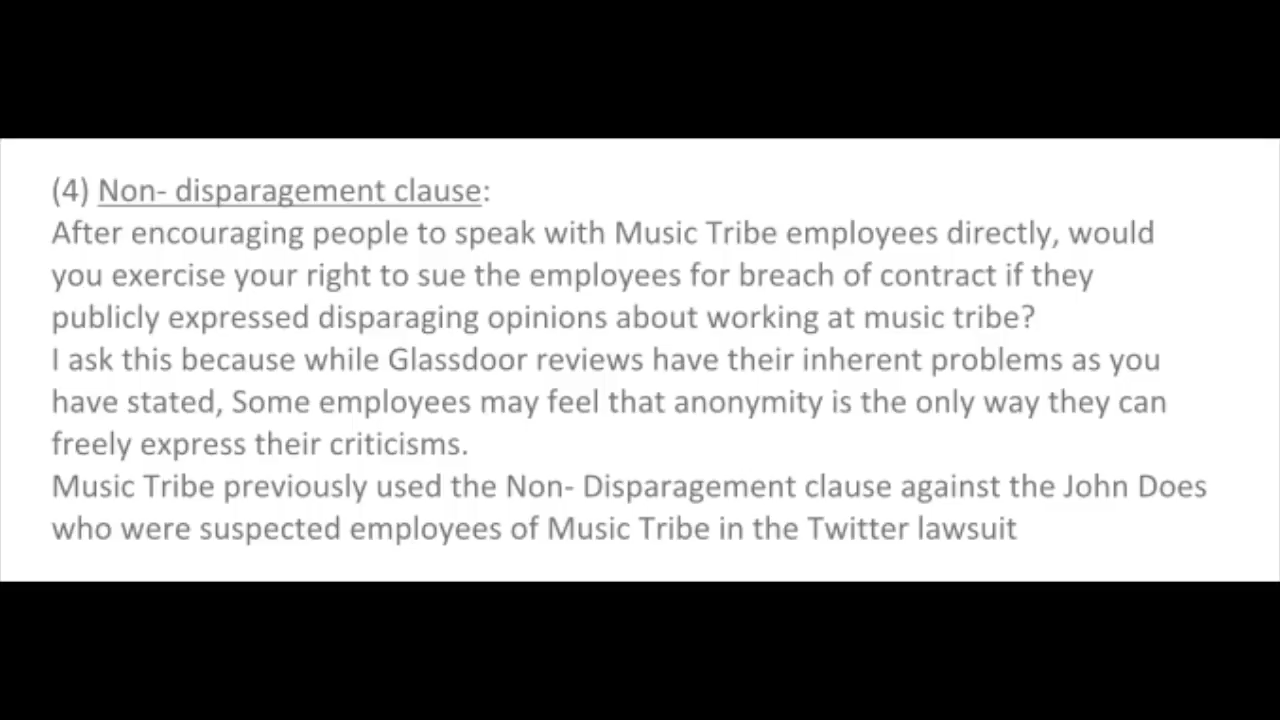 (4) Non- disparagement clause:
After encouraging people to speak with Music Tribe employees directly, would
you exercise your right to sue the employees for breach of contract if they
publicly expressed disparaging opinions about working at music tribe?
I ask this because while Glassdoor reviews have their inherent problems as you
have stated, Some employees may feel that anonymity is the only way they can
freely express their criticisms.
Music Tribe previously used the Non- Disparagement clause against the John Does
who were suspected employees of Music Tribe in the Twitter lawsuit